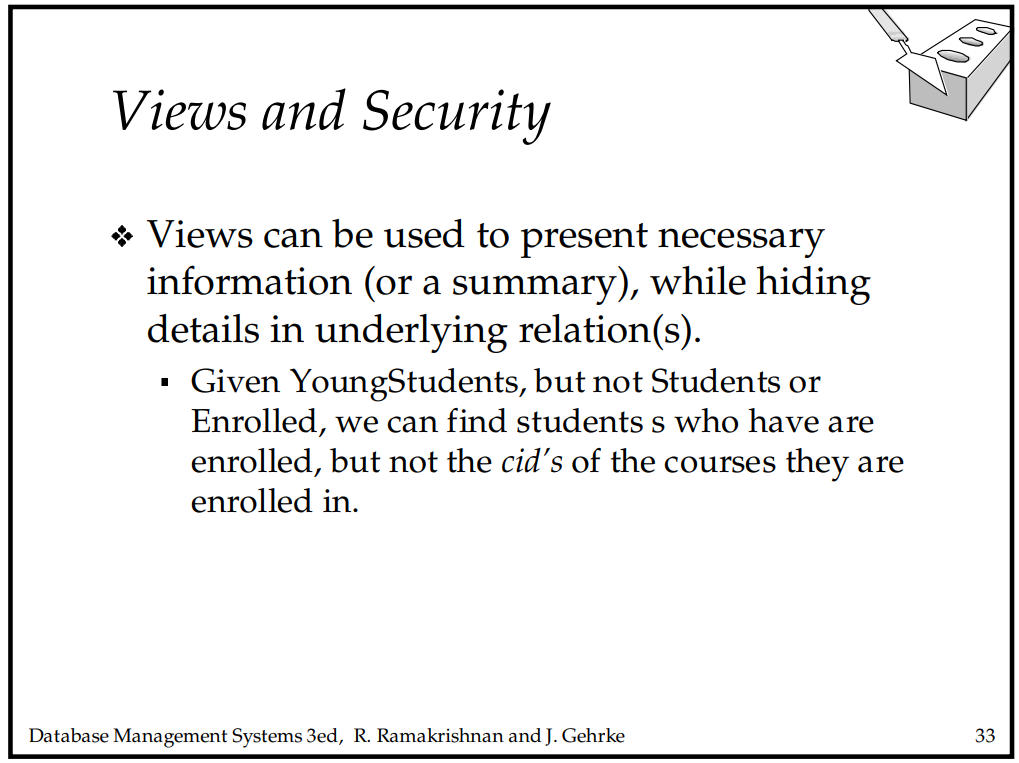 Views and Security
❖ Views can be used to present necessary
information (or a summary), while hiding
details in underlying relation(s).
▪ Given YoungStudents, but not Students or
Enrolled, we can find students s who have are
enrolled, but not the cid's of the courses they are
enrolled in.
Database Management Systems 3ed, R. Ramakrishnan and J. Gehrke 33